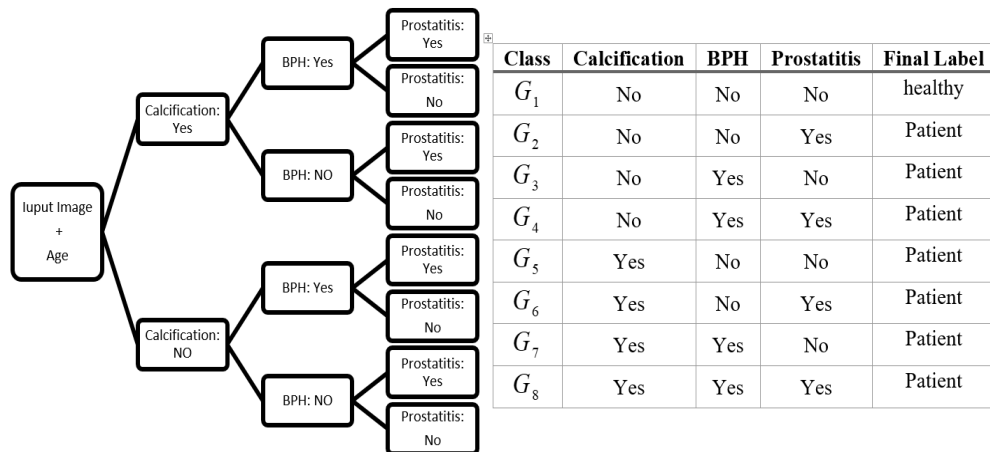 Iuput Image
+
Age
Calcification:
Yes
Calcification:
NO
BPH: Yes
BPH: NO
BPH: Yes
BPH: NO
Prostatitis:
Yes
Prostatitis:
No
Prostatitis:
Yes
Prostatitis:
No
Prostatitis:
Yes
Prostatitis:
No
Prostatitis:
Yes
Prostatitis:
No
Class Calcification BPH Prostatitis Final Label
G1 No No No healthy
G2 No No Yes Patient
G3 No Yes No Patient
G4 No Yes Yes Patient
G5 Yes No No Patient
G6 Yes No Yes Patient
G7 Yes Yes No Patient
G8 Yes Yes Yes Patient